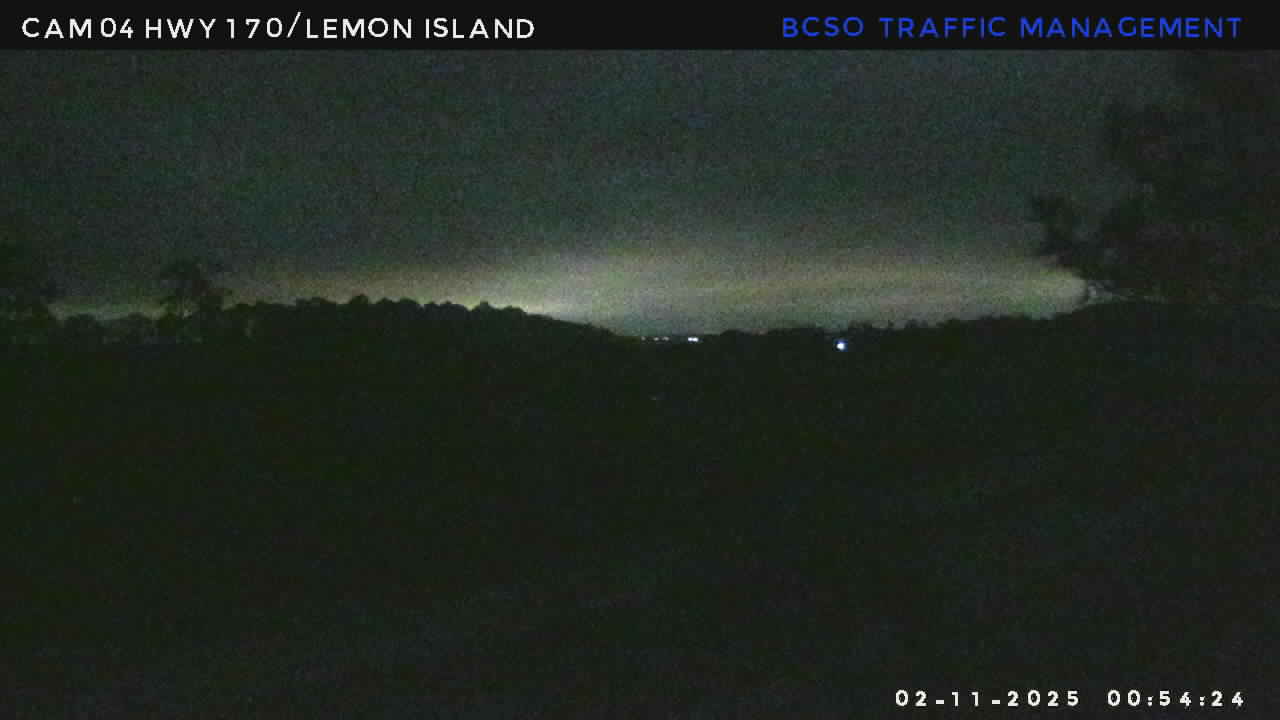 CAM04 HWY 170/LEMON ISLAND
BCSO TRAFFIC MANAGEMENT
02-11-2025 00:54:24